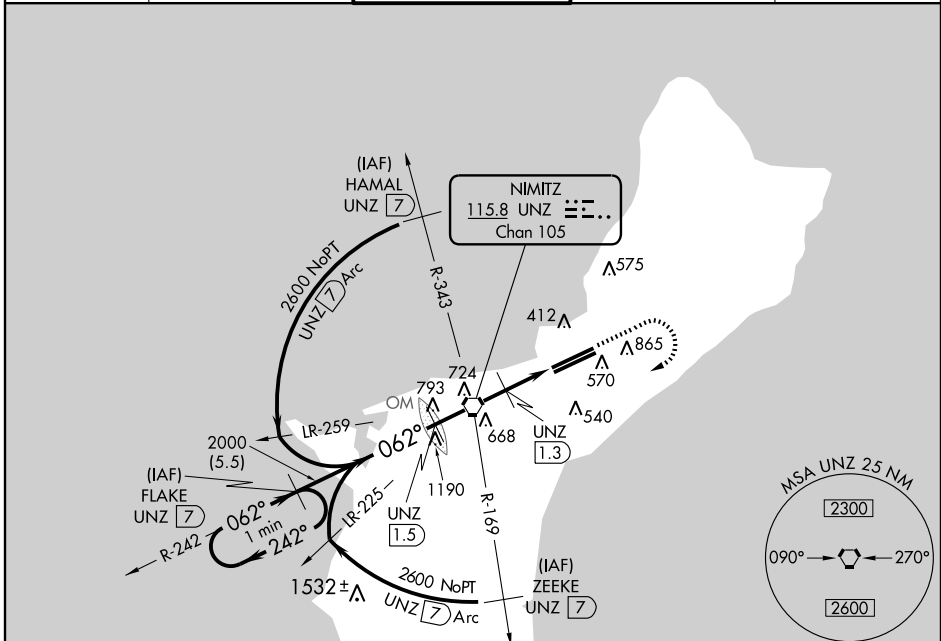 (IAF)
HAMAL
UNZ 7
NIMITZ
115.8 UNZ
Chan 105
2600 NoPT
UNZ 7 Arc
R-343
575
412
865
570
724
793
OM
668
540
UNZ
1.3
LR-259
062°
2000
(5.5)
(IAF)
FLAKE
UNZ 7
062°
1 min
242°
R-242
LR-225
1190
UNZ
1.5
R-169
1532±
2600 NoPT
UNZ 7 Arc
(IAF)
ZEEKE
UNZ 7
MSA UNZ 25 NM
2300
090°
270°
2600